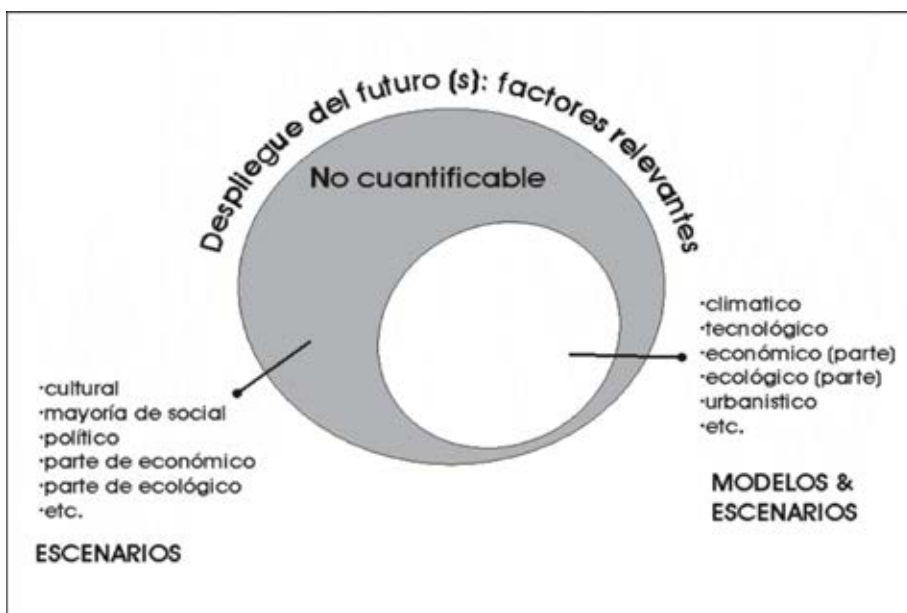 Despliegue del futuro (s): factores relevantes
No cuantificable
·climatico
·tecnológico
·económico (parte)
·ecológico (parte)
·urbanistico
·etc.
MODELOS &
ESCENARIOS
·cultural
·mayoría de social
·político
·parte de económico
·parte de ecológico
·etc.
ESCENARIOS